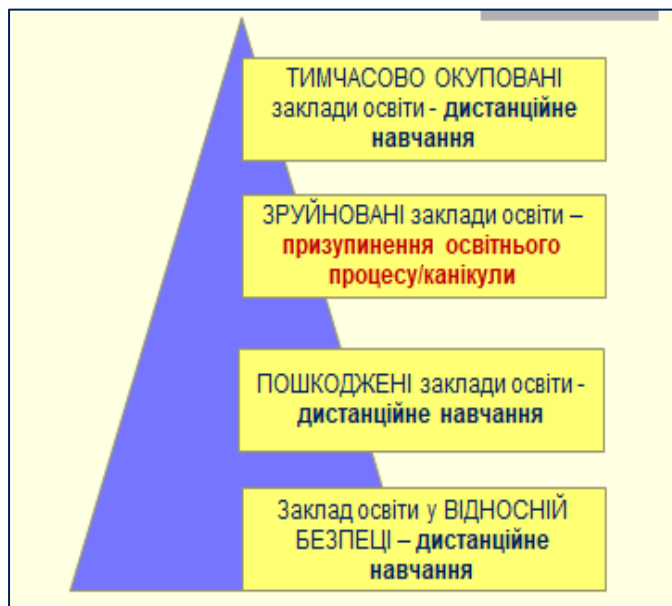 ТИМЧАСОВО ОКУПОВАНІ
заклади освіти - дистанційне
навчання
ЗРУЙНОВАНІ заклади освіти –
призупинення освітнього
процесу/канікули
ПОШКОДЖЕНІ заклади освіти -
дистанційне навчання
Заклад освіти у ВІДНОСНІЙ
БЕЗПЕЦІ – дистанційне
навчання